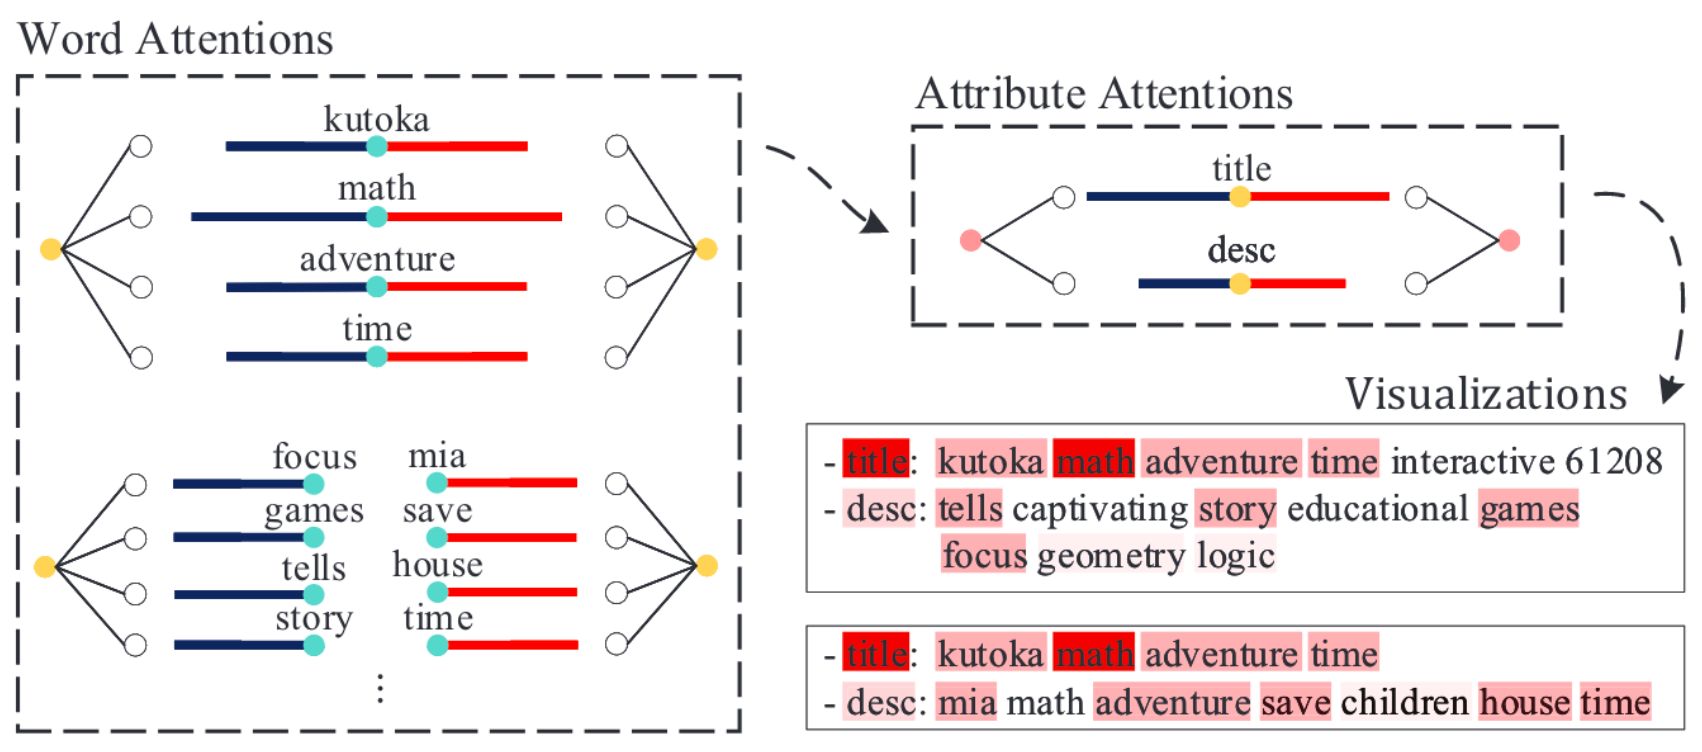 Word Attentions
kutoka
math
adventure
time
focus mia
games save
tells house
story time
Attribute Attentions
title
desc
Visualizations
- title: kutoka math adventure time interactive 61208
- desc: tells captivating story educational games
focus geometry logic
- title: kutoka math adventure time
- desc: mia math adventure save children house time